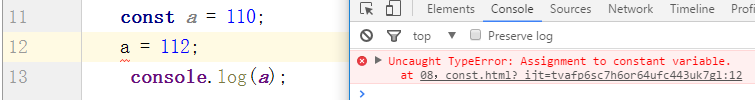 11 const a = 110;
12 a = 112;
13 console.log(a);
Elements Console Sources Network Timeline Profi
top Preserve log
Uncaught TypeError: Assignment to constant variable.
at 08, const.html?_ijt=tvafp6sc7h6or64ufc443uk7gl:12